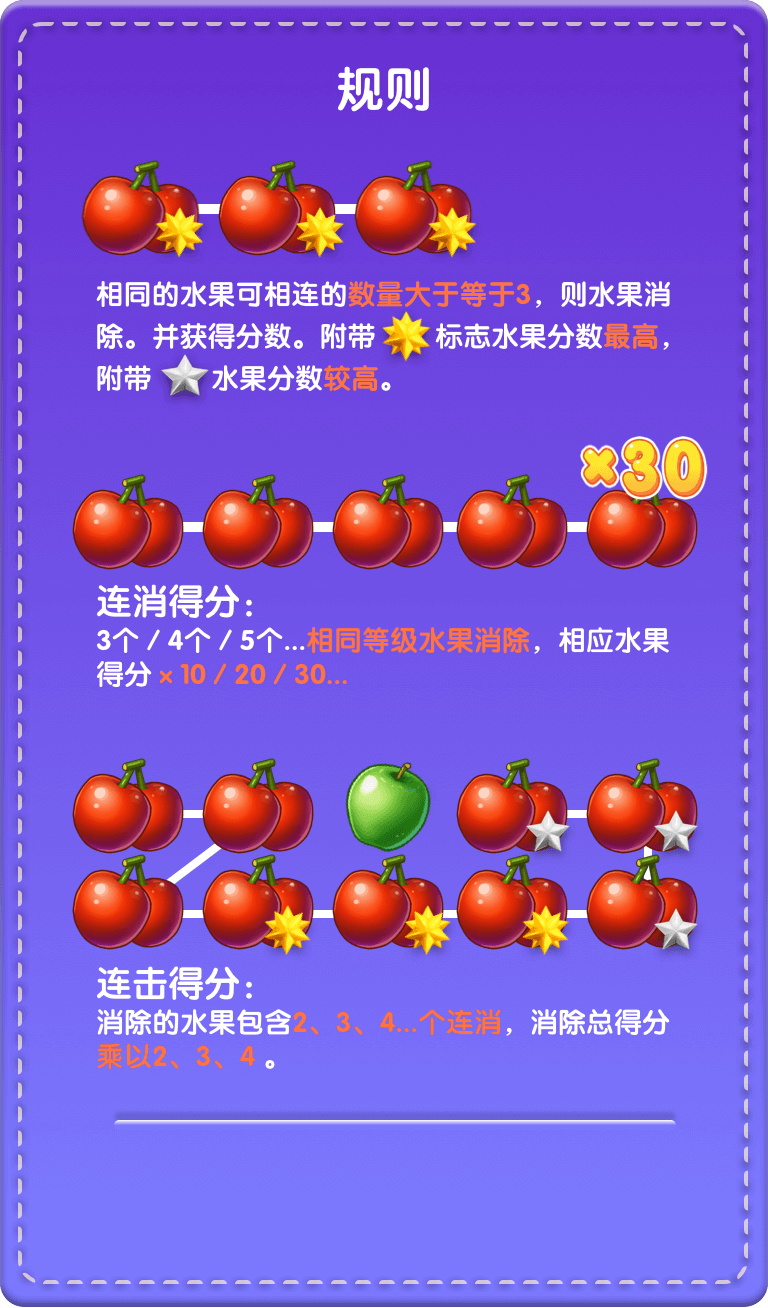 规则
相同的水果可相连的数量大于等于3，则水果消
除。并获得分数。附带 标志水果分数最高，
附带 水果分数较高。
×30
连消得分：
3个 / 4个 / 5个...相同等级水果消除，相应水果
得分 × 10 / 20 / 30...
连击得分：
消除的水果包含2、3、4...个连消，消除总得分
乘以2、3、4 。